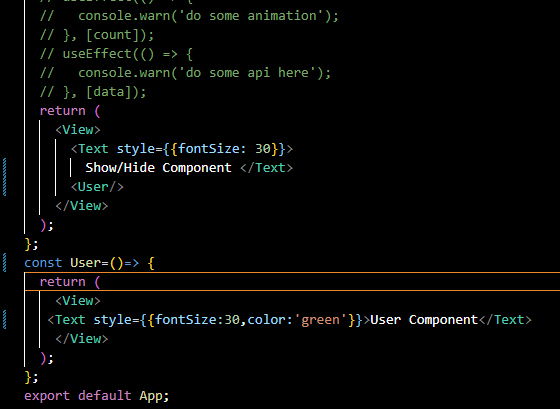 // useEffect(() => {
//   console.warn('do some animation');
// }, [count]);
// useEffect(() => {
//   console.warn('do some api here');
// }, [data]);
return (
<View>
<Text style={{fontSize: 30}}>
Show/Hide Component </Text>
<User/>
</View>
);
};
const User=()=> {
return (
<View>
<Text style={{fontSize:30,color:'green'}}>User Component</Text>
</View>
);
};
export default App;